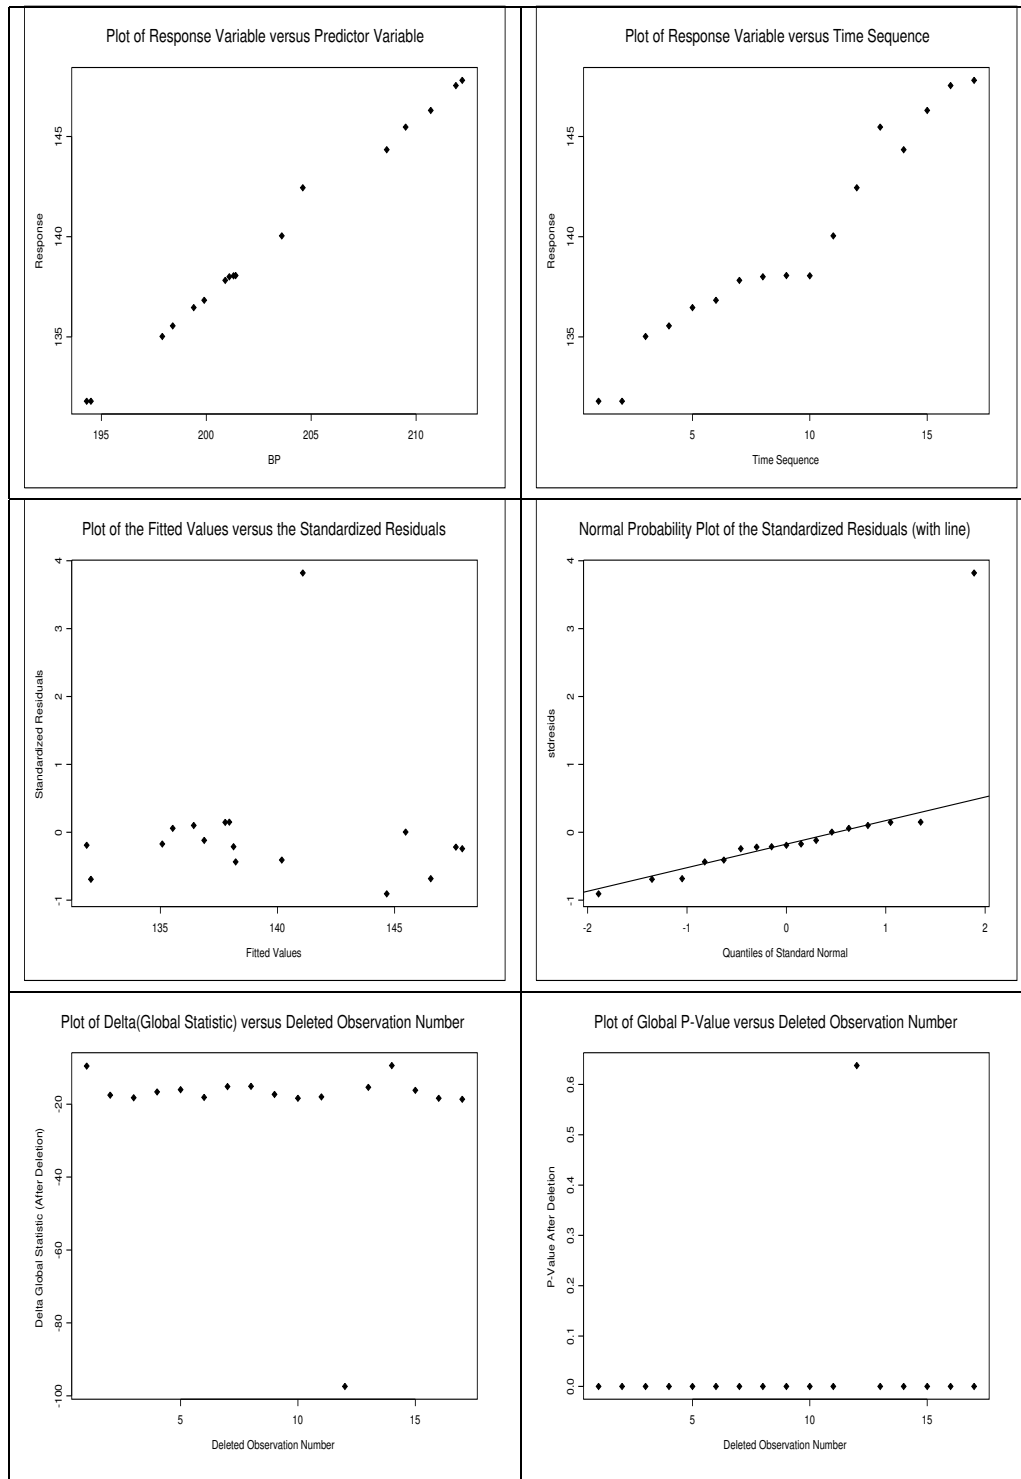 Plot of Response Variable versus Predictor Variable
Response
145
140
135
195 200 205 210
BP
Plot of Response Variable versus Time Sequence
Response
145
140
135
5 10 15
Time Sequence
Plot of the Fitted Values versus the Standardized Residuals
Standardized Residuals
4
3
2
1
0
-1
135 140 145
Fitted Values
Normal Probability Plot of the Standardized Residuals (with line)
stdresids
4
3
2
1
0
-1
-2 -1 0 1 2
Quantiles of Standard Normal
Plot of Delta(Global Statistic) versus Deleted Observation Number
Delta Global Statistic (After Deletion)
-20
-40
-60
-80
-100
5 10 15
Deleted Observation Number
Plot of Global P-Value versus Deleted Observation Number
P-Value After Deletion
0.6
0.5
0.4
0.3
0.2
0.1
0.0
5 10 15
Deleted Observation Number